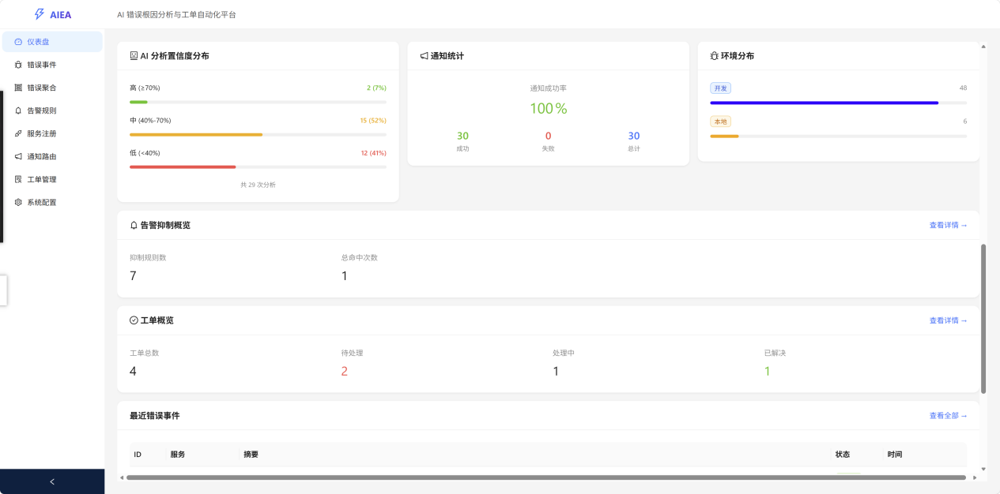 AIEA
AI 错误根因分析与工单自动化平台
仪表盘
错误事件
错误聚合
告警规则
服务注册
通知路由
工单管理
系统配置
AI 分析置信度分布
高 (≥70%) 2 (7%)
中 (40%-70%) 15 (52%)
低 (<40%) 12 (41%)
共 29 次分析
通知统计
通知成功率
100 %
30 0 30
成功 失败 总计
环境分布
开发 48
本地 6
告警抑制概览 查看详情 →
抑制规则数 总命中次数
7 1
工单概览 查看详情 →
工单总数 待处理 处理中 已解决
4 2 1 1
最近错误事件 查看全部 →
ID 服务 摘要 状态 时间